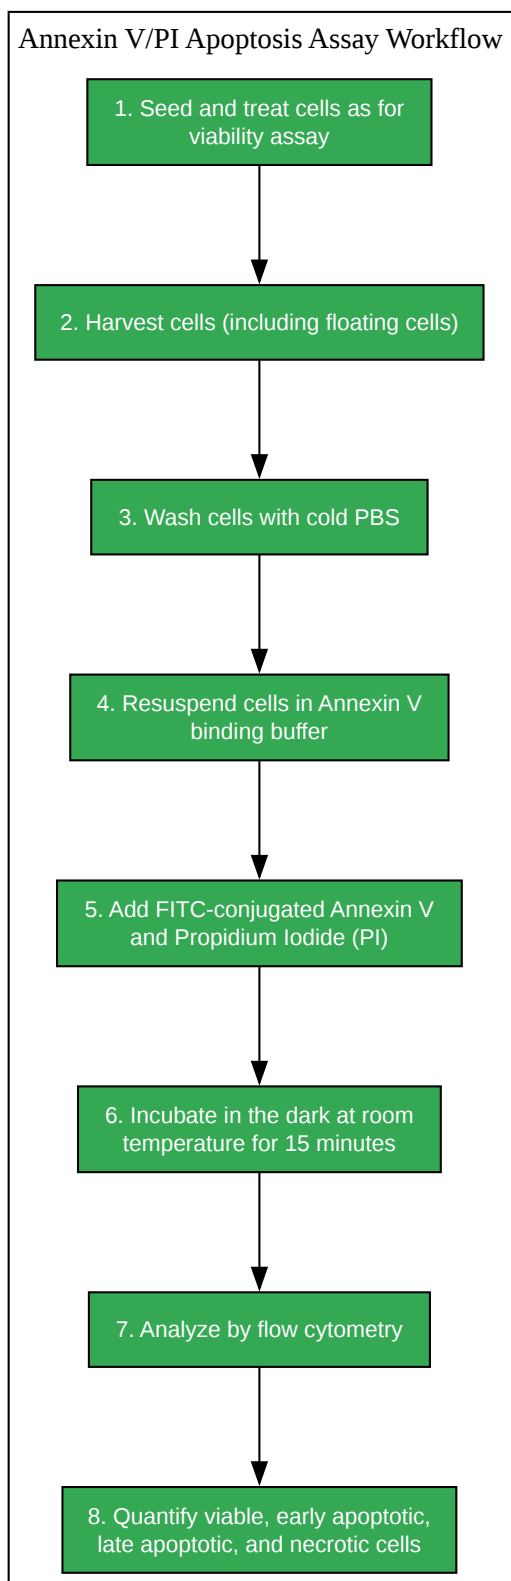 Annexin V/PI Apoptosis Assay Workflow
1. Seed and treat cells as for
viability assay
2. Harvest cells (including floating cells)
3. Wash cells with cold PBS
4. Resuspend cells in Annexin V
binding buffer
5. Add FITC-conjugated Annexin V
and Propidium Iodide (PI)
6. Incubate in the dark at room
temperature for 15 minutes
7. Analyze by flow cytometry
8. Quantify viable, early apoptotic,
late apoptotic, and necrotic cells